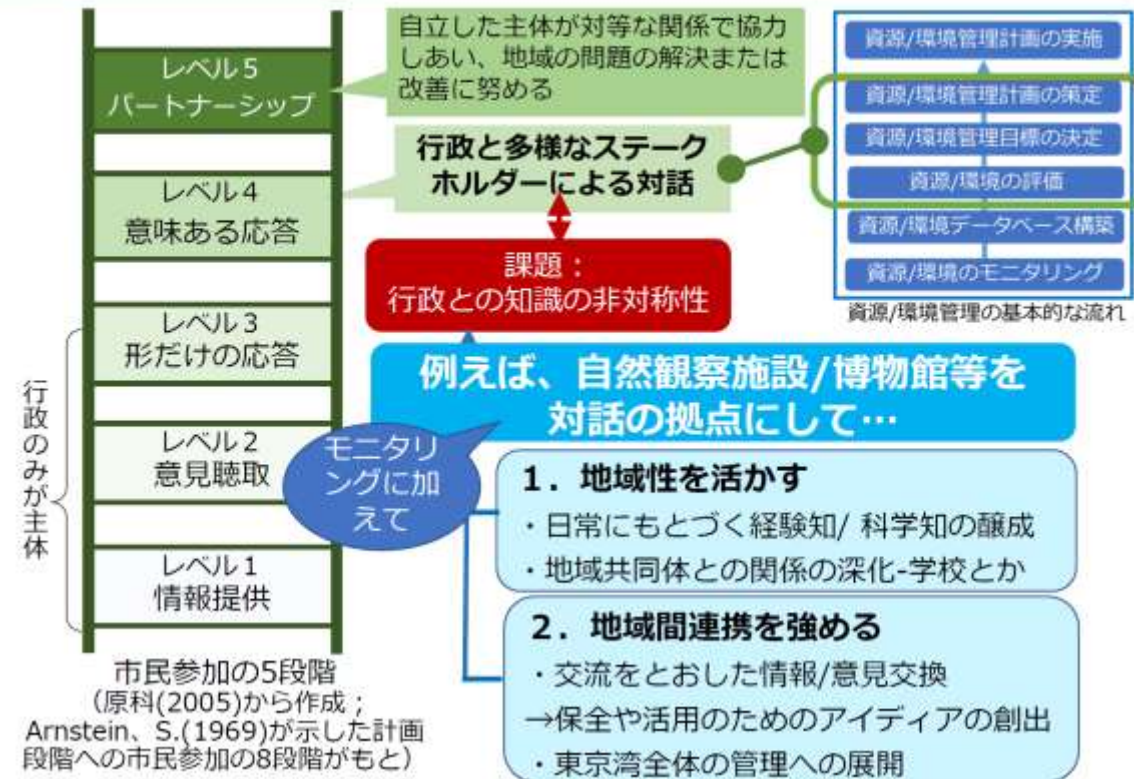 自立した主体が対等な関係で協力
しあい、地域の問題の解決または
改善に努める
レベル5
パートナーシップ
行政と多様なステーク
ホルダーによる対話
レベル4
意味ある応答
課題：
行政との知識の非対称性
レベル3
形だけの応答
レベル2
意見聴取
レベル1
情報提供
行政のみが主体
市民参加の5段階
（原科(2005)から作成；
Arnstein、S.(1969)が示した計画
段階への市民参加の8段階がもと）
資源/環境管理計画の実施
資源/環境管理計画の策定
資源/環境管理目標の決定
資源/環境の評価
資源/環境データベース構築
資源/環境のモニタリング
資源/環境管理の基本的な流れ
例えば、自然観察施設/博物館等を
対話の拠点にして…
モニタリ
ングに加
えて
1．地域性を活かす
・日常にもとづく経験知/ 科学知の醸成
・地域共同体との関係の深化-学校とか
2．地域間連携を強める
・交流をとおした情報/意見交換
→保全や活用のためのアイディアの創出
・東京湾全体の管理への展開